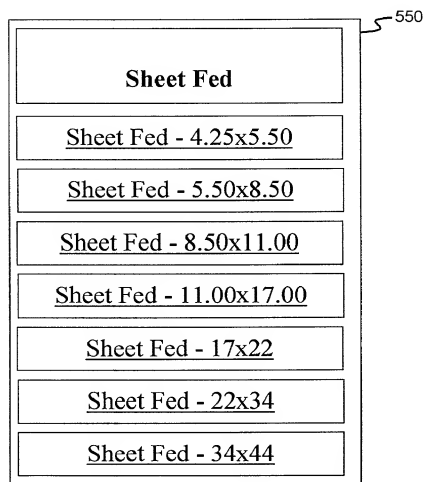 550
Sheet Fed
Sheet Fed - 4.25x5.50
Sheet Fed - 5.50x8.50
Sheet Fed - 8.50x11.00
Sheet Fed - 11.00x17.00
Sheet Fed - 17x22
Sheet Fed - 22x34
Sheet Fed - 34x44